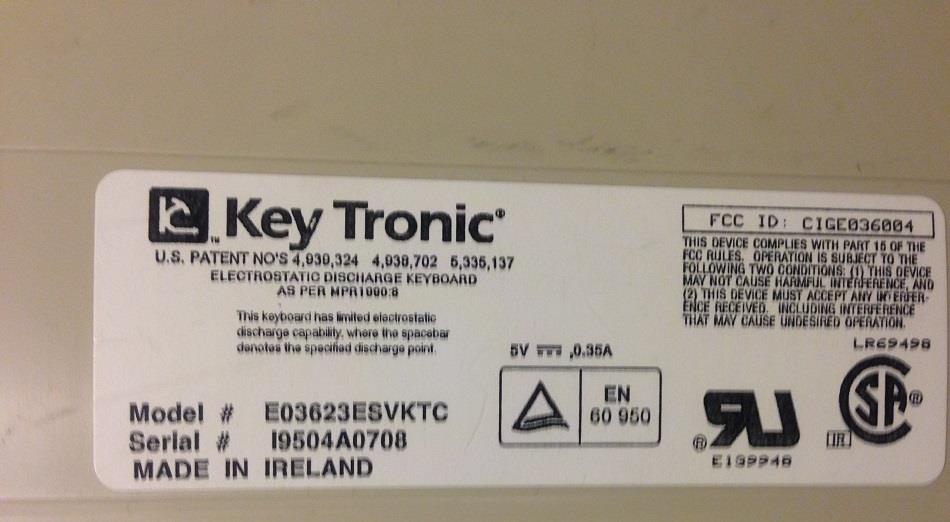 Key Tronic®
™
U.S. PATENT NO'S 4,939,324 4,938,702 5,335,137
ELECTROSTATIC DISCHARGE KEYBOARD
AS PER MPR1990:8
This keyboard has limited electrostatic
discharge capability, where the spacebar
denotes the specified discharge point.
Model # E03623ESVKTC
Serial # I9504A0708
MADE IN IRELAND
5V ,0.35A
EN
60 950
FCC ID: CIGE036004
THIS DEVICE COMPLIES WITH PART 15 OF THE
FCC RULES. OPERATION IS SUBJECT TO THE
FOLLOWING TWO CONDITIONS: (1) THIS DEVICE
MAY NOT CAUSE HARMFUL INTERFERENCE, AND
(2) THIS DEVICE MUST ACCEPT ANY INTERFER-
ENCE RECEIVED. INCLUDING INTERFERENCE
THAT MAY CAUSE UNDESIRED OPERATION.
LR69498
SA®
IR
®RU